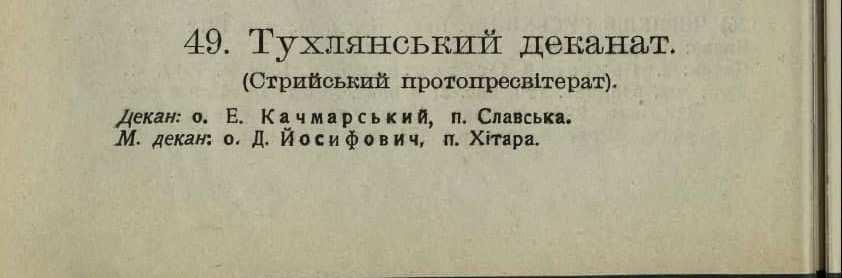 49. Тухлянський деканат.
(Стрийський протопресвітерат).
Декан: о. Е. Качмарський, п. Славська.
М. декан: о. Д. Йосифович, п. Хітара.